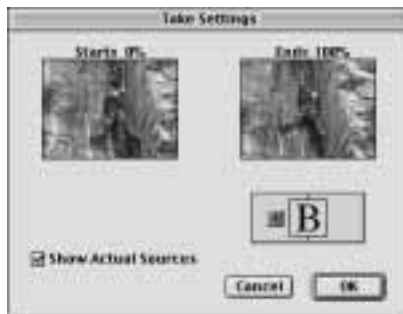 Take Settings
Start: 0%
End: 100%
B
Show Actual Sources
Cancel
OK